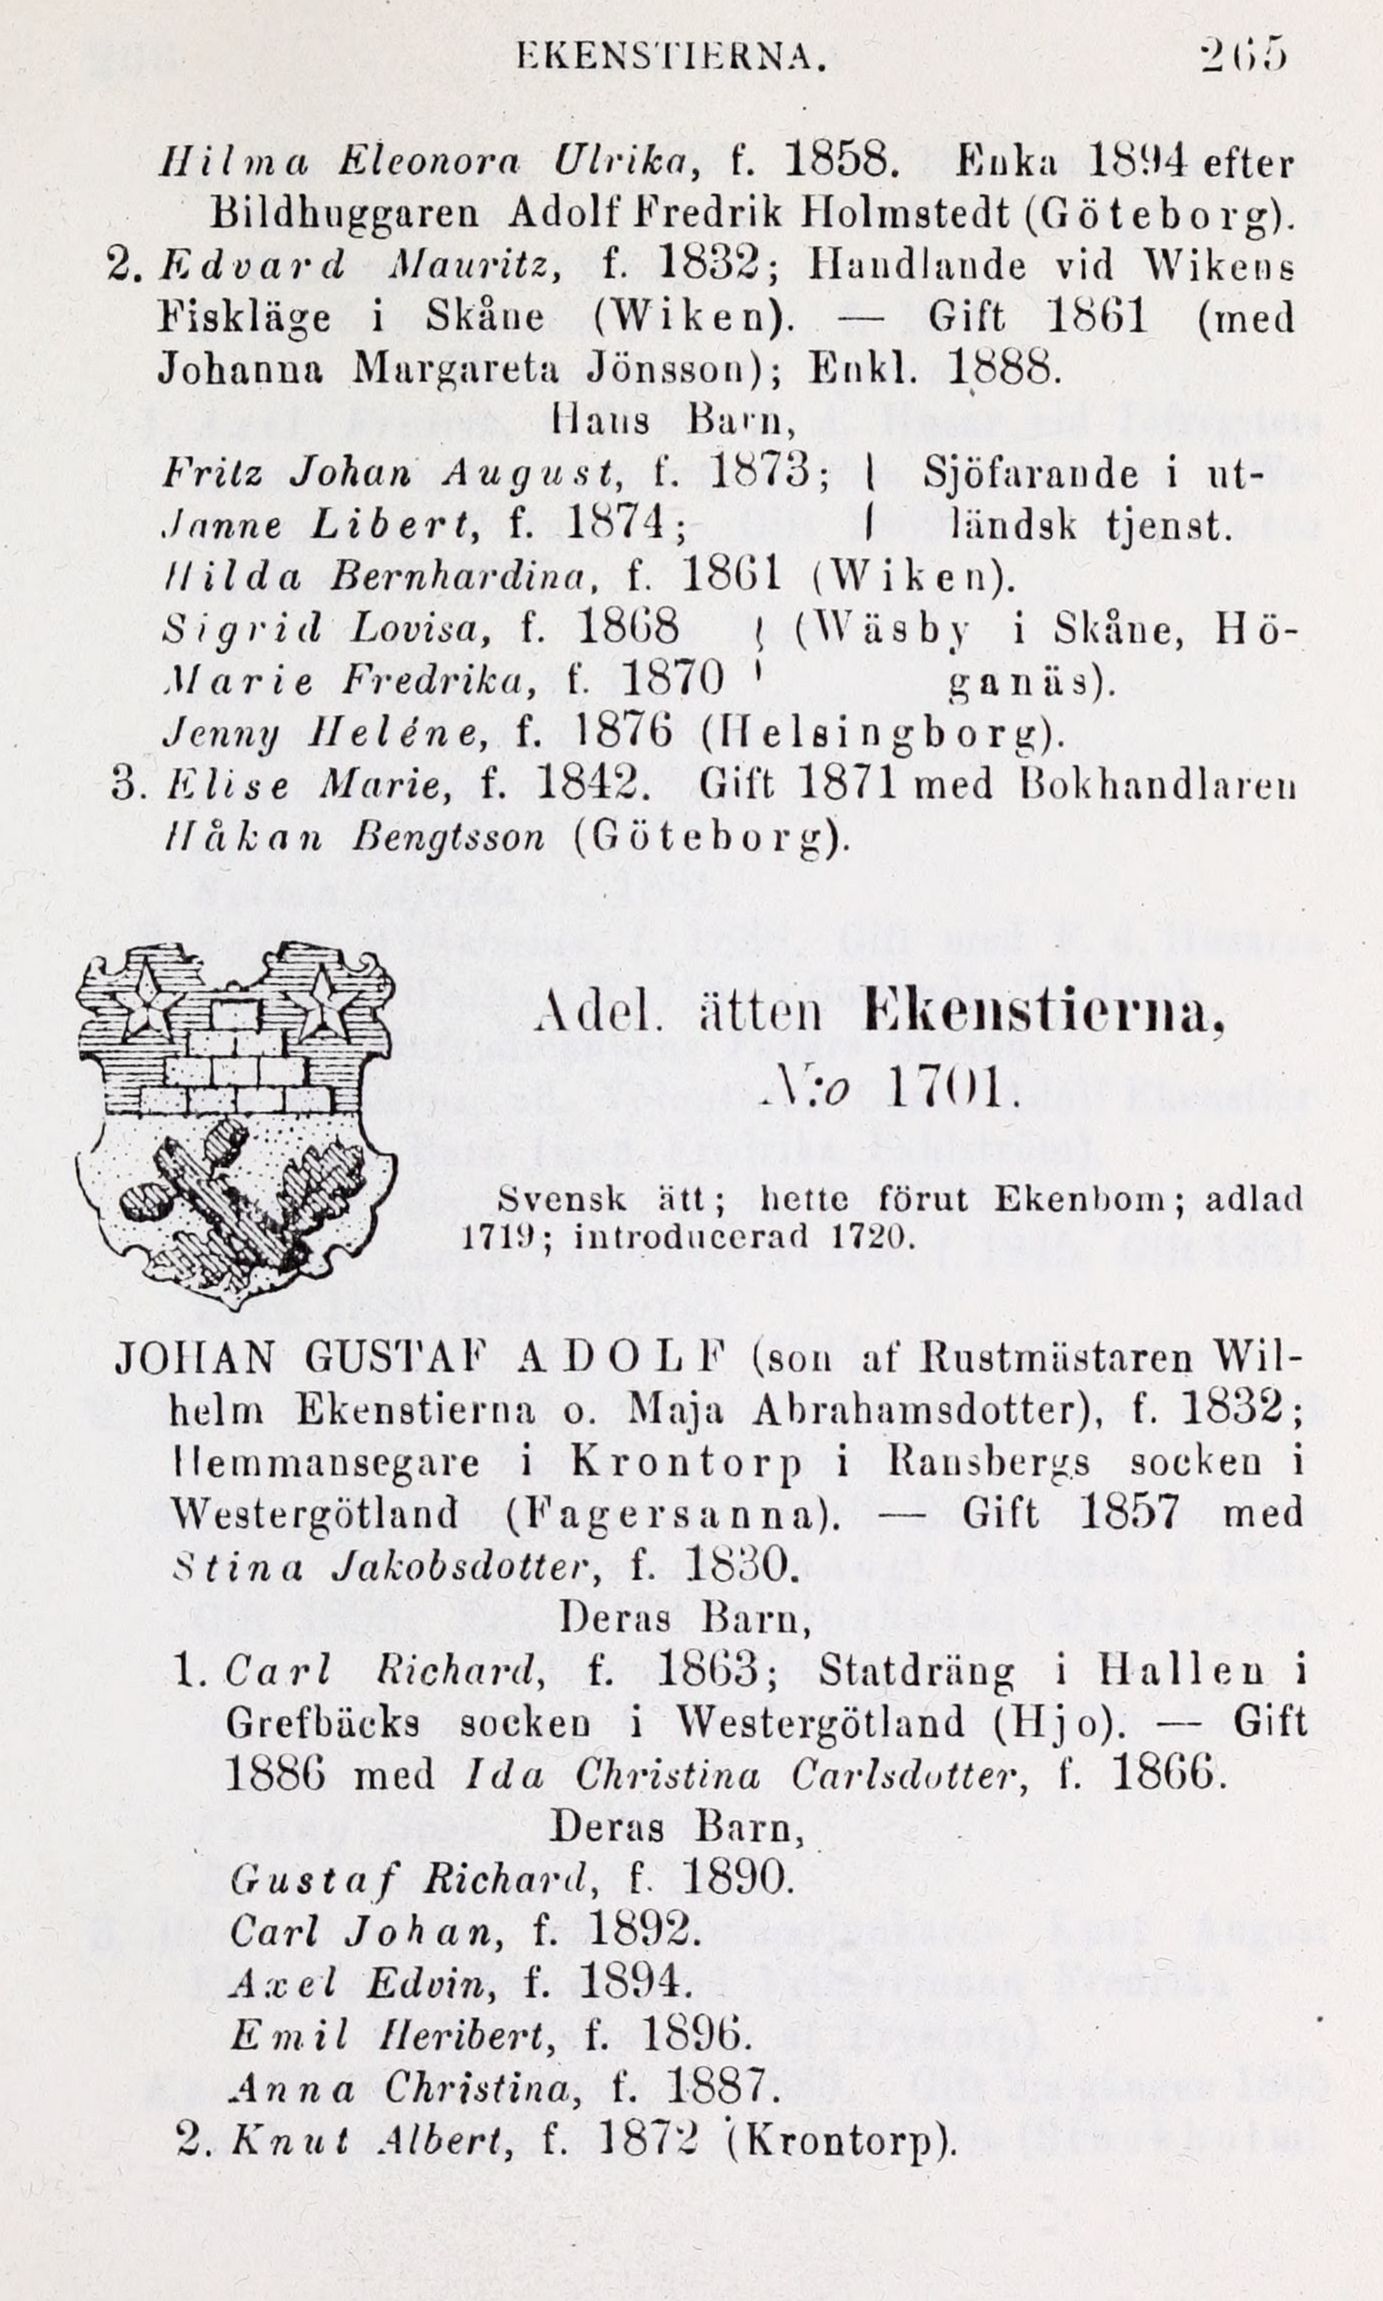 EKENSTIERNA. 265
Hilma Eleonora Ulrika, f. 1858. Enka 1894 efter
Bildhuggaren Adolf Fredrik Holmstedt (Göteborg).
2. Edvard Mauritz, f. 1832; Handlande vid Wikens
Fiskläge i Skåne (Wiken). — Gift 1861 (med
Johanna Margareta Jönsson); Enkl. 1888.
Hans Barn,
Fritz Johan August, f. 1873; | Sjöfarande i ut-
Janne Libert, f. 1874; | ländsk tjenst.
Hilda Bernhardina, f. 1861 (Wiken).
Sigrid Lovisa, f. 1868 } (Wäsby i Skåne, Hö-
Marie Fredrika, f. 1870 ganäs).
Jenny Heléne, f. 1876 (Helsingborg).
3. Elise Marie, f. 1842. Gift 1871 med Bokhandlaren
Håkan Bengtsson (Göteborg).
Adel. ätten Ekenstierna,
N:o 1701.
Svensk ätt; hette förut Ekenbom; adlad
1719; introducerad 1720.
JOHAN GUSTAF ADOLF (son af Rustmästaren Wil-
helm Ekenstierna o. Maja Abrahamsdotter), f. 1832;
Hemmansegare i Krontorp i Ransbergs socken i
Westergötland (Fagersanna). — Gift 1857 med
Stina Jakobsdotter, f. 1830.
Deras Barn,
1. Carl Richard, f. 1863; Statdräng i Hallen i
Grefbäcks socken i Westergötland (Hjo). — Gift
1886 med Ida Christina Carlsdotter, f. 1866.
Deras Barn,
Gustaf Richard, f. 1890.
Carl Johan, f. 1892.
Axel Edvin, f. 1894.
Emil Heribert, f. 1896.
Anna Christina, f. 1887.
2. Knut Albert, f. 1872 (Krontorp).